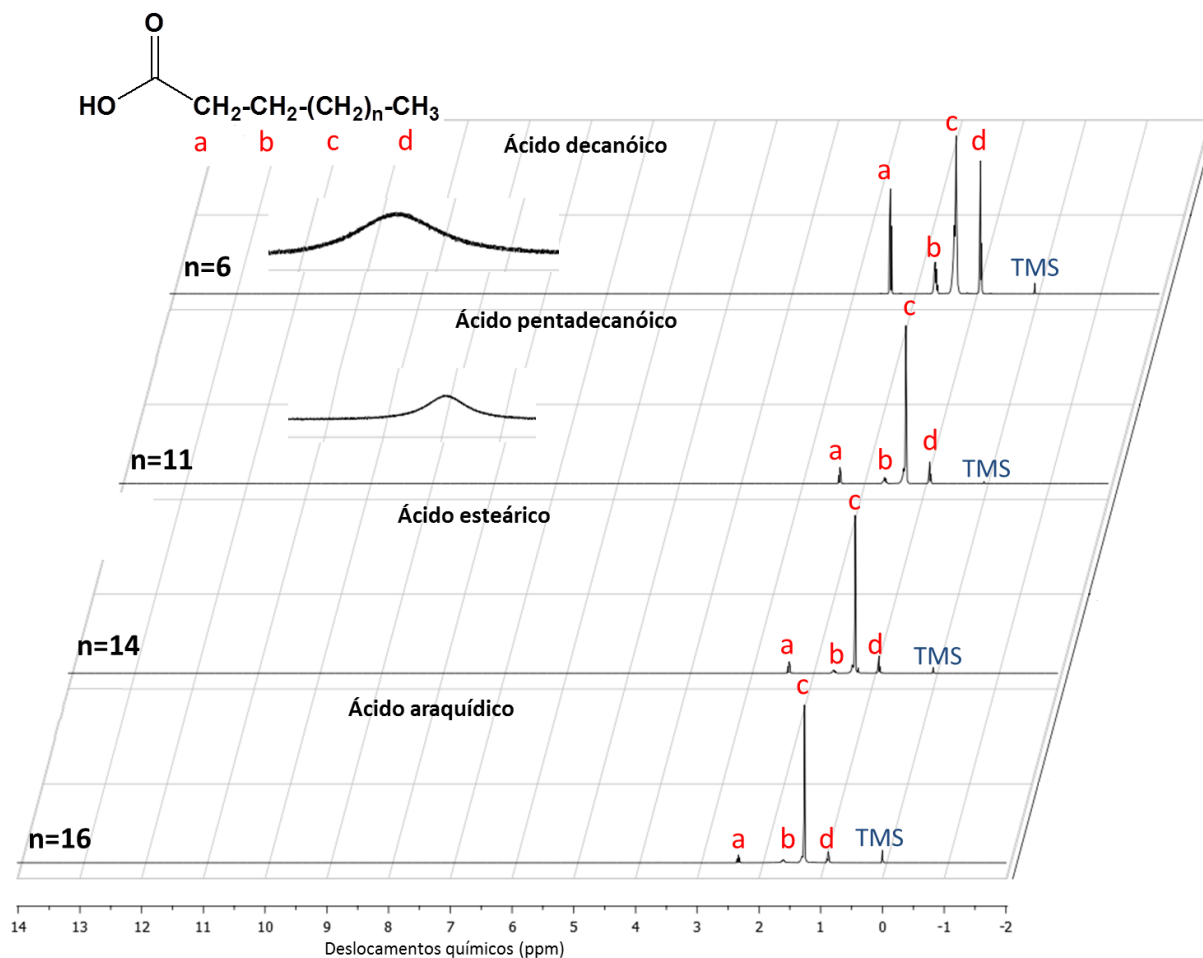 O
HO
CH2-CH2-(CH2)n-CH3
a b c d
Ácido decanóico
n=6
a b c d TMS
Ácido pentadecanóico
n=11
a b c d TMS
Ácido esteárico
n=14
a b c d TMS
Ácido araquídico
n=16
a b c d TMS
14 13 12 11 10 9 8 7 6 5 4 3 2 1 0 -1 -2
Deslocamentos químicos (ppm)